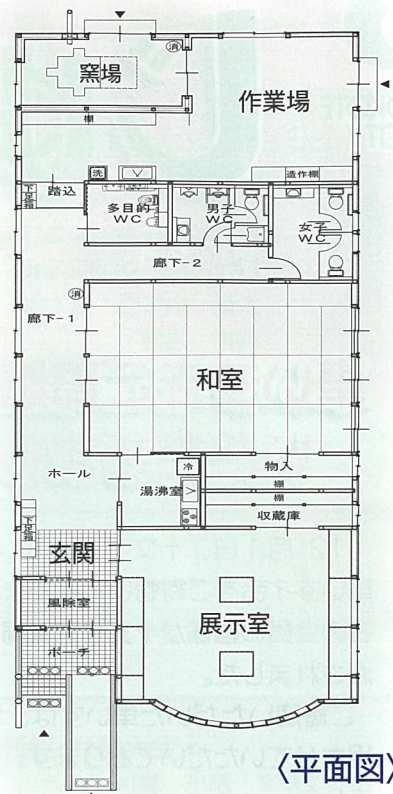 消
窯場
作業場
棚
洗
造作棚
下足箱
踏込
多目的
WC
男子
WC
女子
WC
廊下-2
消
廊下-1
和室
ホール
冷
物入
棚
湯沸室
棚
収蔵庫
下足箱
玄関
風除室
展示室
ポーチ
〈平面図〉